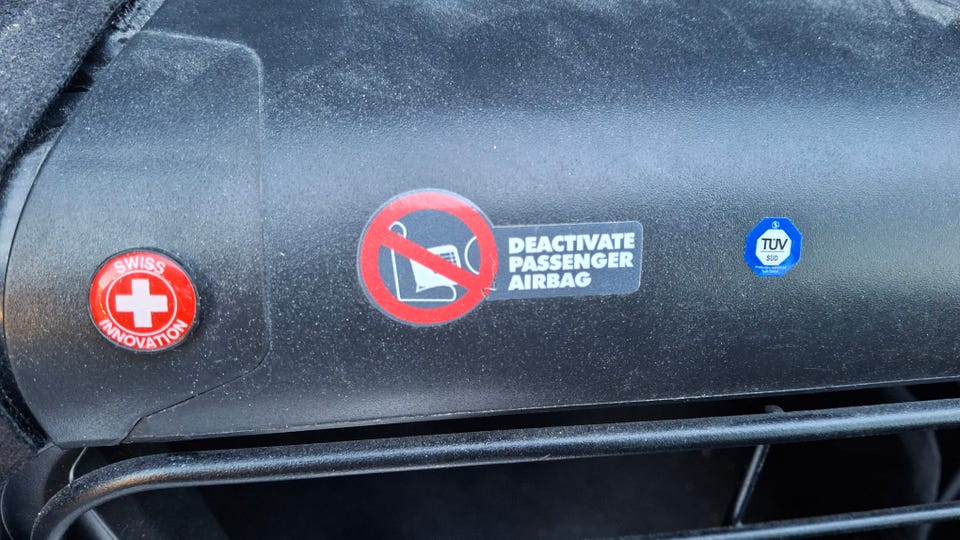 SWISS
INNOVATION
DEACTIVATE
PASSENGER
AIRBAG
TÜV
SÜD